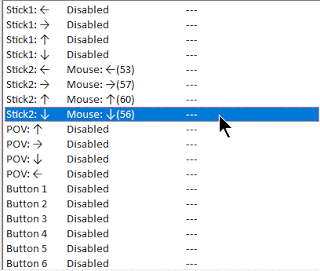 Stick1: ← Disabled ---
Stick1: → Disabled ---
Stick1: ↑ Disabled ---
Stick1: ↓ Disabled ---
Stick2: ← Mouse: ←(53) ---
Stick2: → Mouse: →(57) ---
Stick2: ↑ Mouse: ↑(60) ---
Stick2: ↓ Mouse: ↓(56) ---
POV: ↑ Disabled ---
POV: → Disabled ---
POV: ↓ Disabled ---
POV: ← Disabled ---
Button 1 Disabled ---
Button 2 Disabled ---
Button 3 Disabled ---
Button 4 Disabled ---
Button 5 Disabled ---
Button 6 Disabled ---